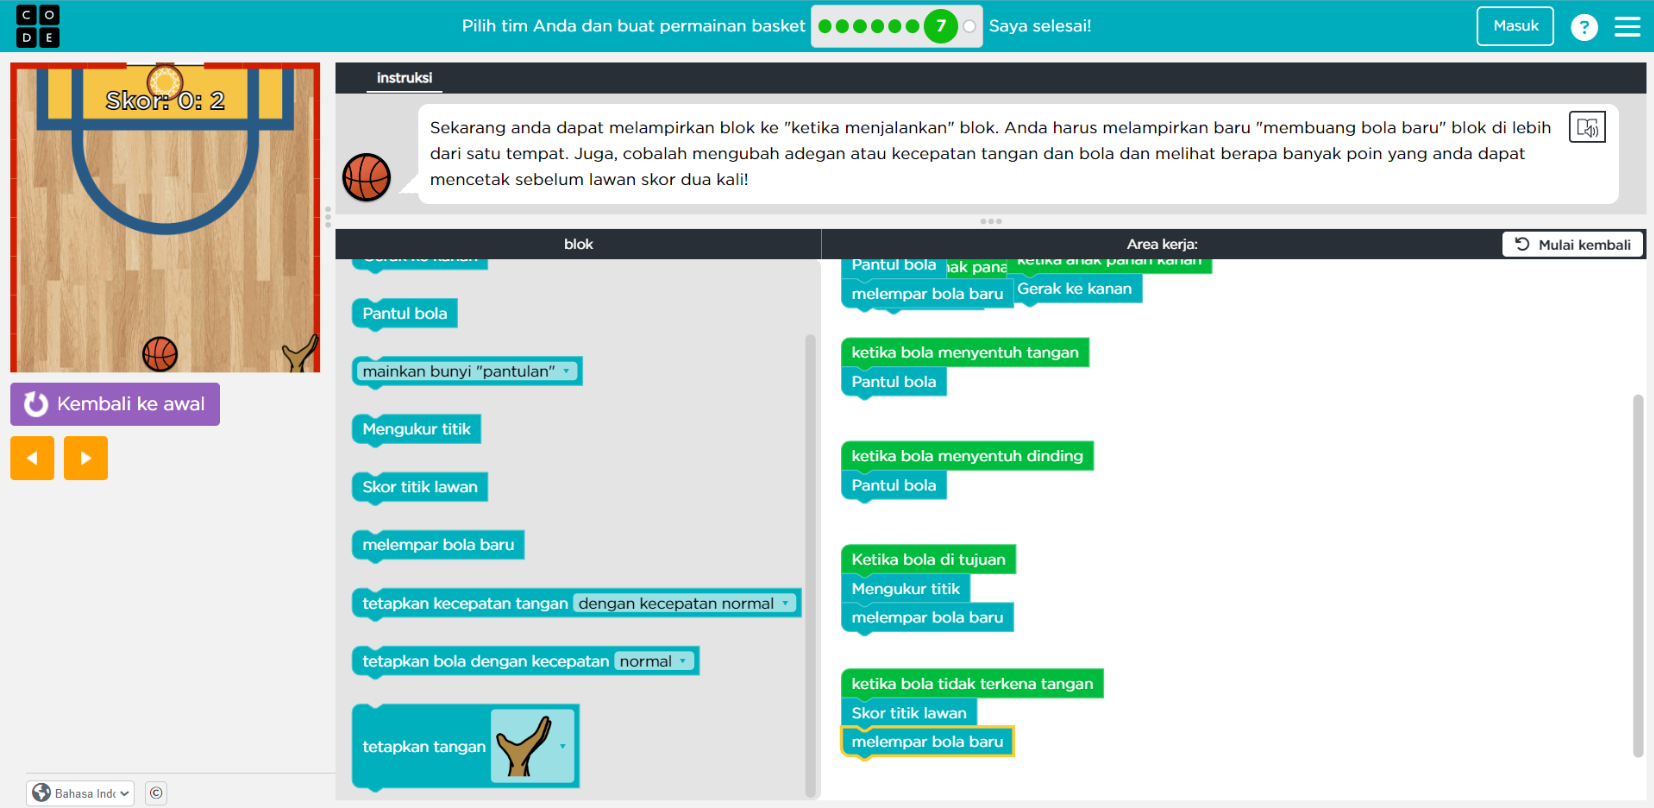 C O
D E
Pilih tim Anda dan buat permainan basket
7
Saya selesai!
Masuk
?
Skor: 0: 2
instruksi
Sekarang anda dapat melampirkan blok ke "ketika menjalankan" blok. Anda harus melampirkan baru "membuang bola baru" blok di lebih
dari satu tempat. Juga, cobalah mengubah adegan atau kecepatan tangan dan bola dan melihat berapa banyak poin yang anda dapat
mencetak sebelum lawan skor dua kali!
blok
Area kerja:
Mulai kembali
Kembali ke awal
Gerak ke kanan
Pantul bola
mainkan bunyi "pantulan"
Mengukur titik
Skor titik lawan
melempar bola baru
tetapkan kecepatan tangan dengan kecepatan normal
tetapkan bola dengan kecepatan normal
tetapkan tangan
Pantul bola
ketika anak panah kanan
melempar bola baru
Gerak ke kanan
ketika bola menyentuh tangan
Pantul bola
ketika bola menyentuh dinding
Pantul bola
Ketika bola di tujuan
Mengukur titik
melempar bola baru
ketika bola tidak terkena tangan
Skor titik lawan
melempar bola baru
Bahasa Indo
©